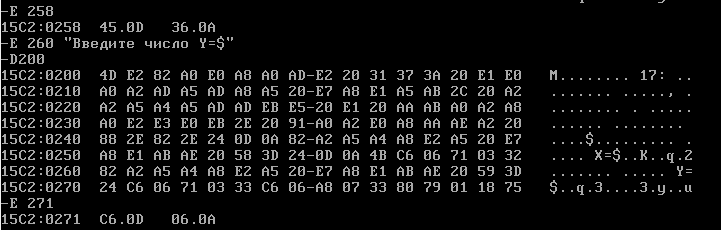 -E 258
15C2:0258 45.0D 36.0A
-E 260 "Введите число Y=$"
-D200
15C2:0200 4D E2 82 A0 E0 A8 A0 AD-E2 20 31 37 3A 20 E1 E0 M........ 17: ..
15C2:0210 A0 A2 AD A5 AD A8 A5 20-E7 A8 E1 A5 AB 2C 20 A2 ....... ....., .
15C2:0220 A2 A5 A4 A5 AD AD EB E5-20 E1 20 AA AB A0 A2 A8 ........ . .....
15C2:0230 A0 E2 E3 E0 EB 2E 20 91-A0 A2 E0 A8 AA AE A2 20 ...... ........
15C2:0240 88 2E 82 2E 24 0D 0A 82-A2 A5 A4 A8 E2 A5 20 E7 ....$......... .
15C2:0250 A8 E1 AB AE 20 58 3D 24-0D 0A 4B C6 06 71 03 32 .... X=$..K..q.2
15C2:0260 82 A2 A5 A4 A8 E2 A5 20-E7 A8 E1 AB AE 20 59 3D ....... ..... Y=
15C2:0270 24 C6 06 71 03 33 C6 06-A8 07 33 80 79 01 18 75 $..q.3....3.y..u
-E 271
15C2:0271 C6.0D 06.0A